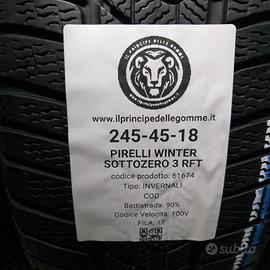 IL PRINCIPE DELLE GOMME
www.ilprincipedellegomme.it
245-45-18
PIRELLI WINTER
SOTTOZERO 3 RFT
codice prodotto: 61674
Tipo: INVERNALI
COD:
Battistrada: 90%
Codice Velocità: 100V
FILA: 17
subito